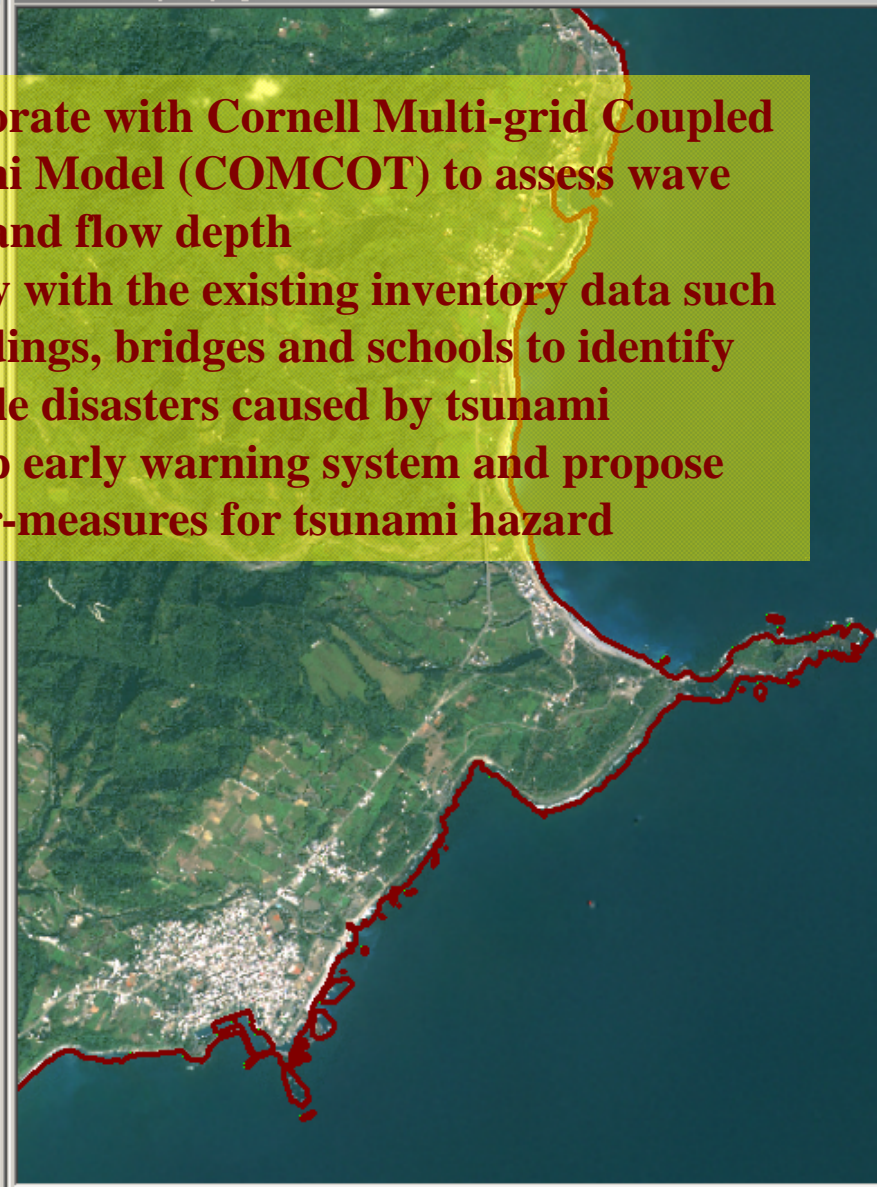 orate with Cornell Multi-grid Coupled
i Model (COMCOT) to assess wave
and flow depth
with the existing inventory data such
dings, bridges and schools to identify
le disasters caused by tsunami
early warning system and propose
-measures for tsunami hazard